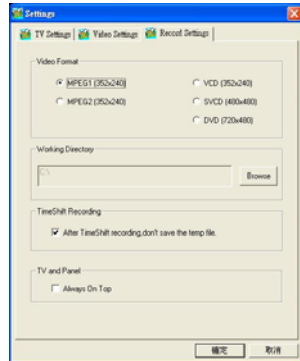 Settings
TV Settings
Video Settings
Record Settings
Video Format
MPEG1 (352x240)
VCD (352x240)
MPEG2 (352x240)
SVCD (480x480)
DVD (720x480)
Working Directory
C:\
Browse
TimeShift Recording
After TimeShift recording,don't save the temp file.
TV and Panel
Always On Top
確定
取消